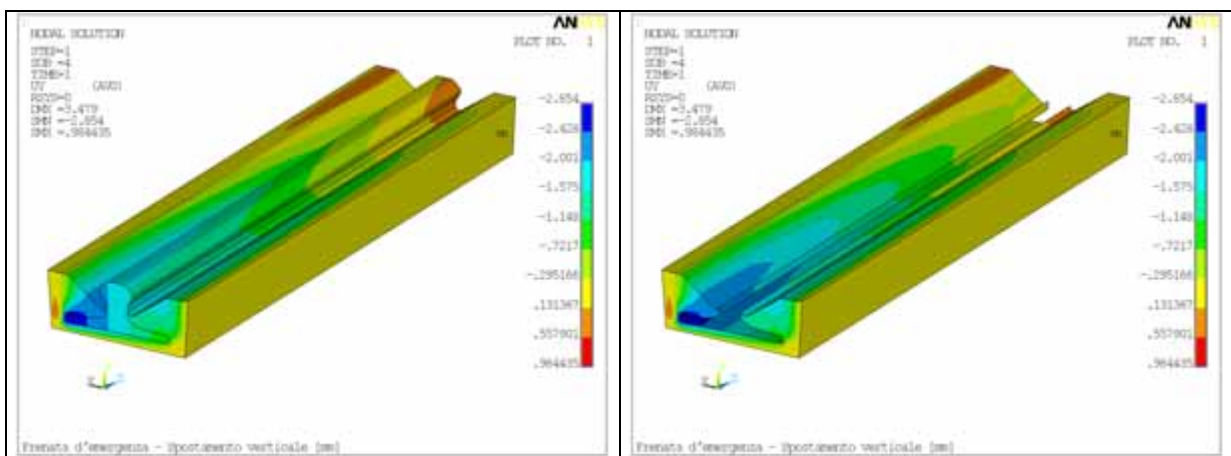 AN
NODAL SOLUTION
PLOT NO. 1
STEP=1
SUB =4
TIME=1
UY (AVG)
RSYS=0
DMX =3.479
SMN =-2.854
SMX =.984435
-2.854
-2.428
-2.001
-1.575
-1.148
-.7217
-.295166
.131367
.557901
.984435
MN
Frenata d'emergenza - Spostamento verticale [mm]
AN
NODAL SOLUTION
PLOT NO. 1
STEP=1
SUB =4
TIME=1
UY (AVG)
RSYS=0
DMX =3.479
SMN =-2.854
SMX =.984435
-2.854
-2.428
-2.001
-1.575
-1.148
-.7217
-.295166
.131367
.557901
.984435
Frenata d'emergenza - Spostamento verticale [mm]